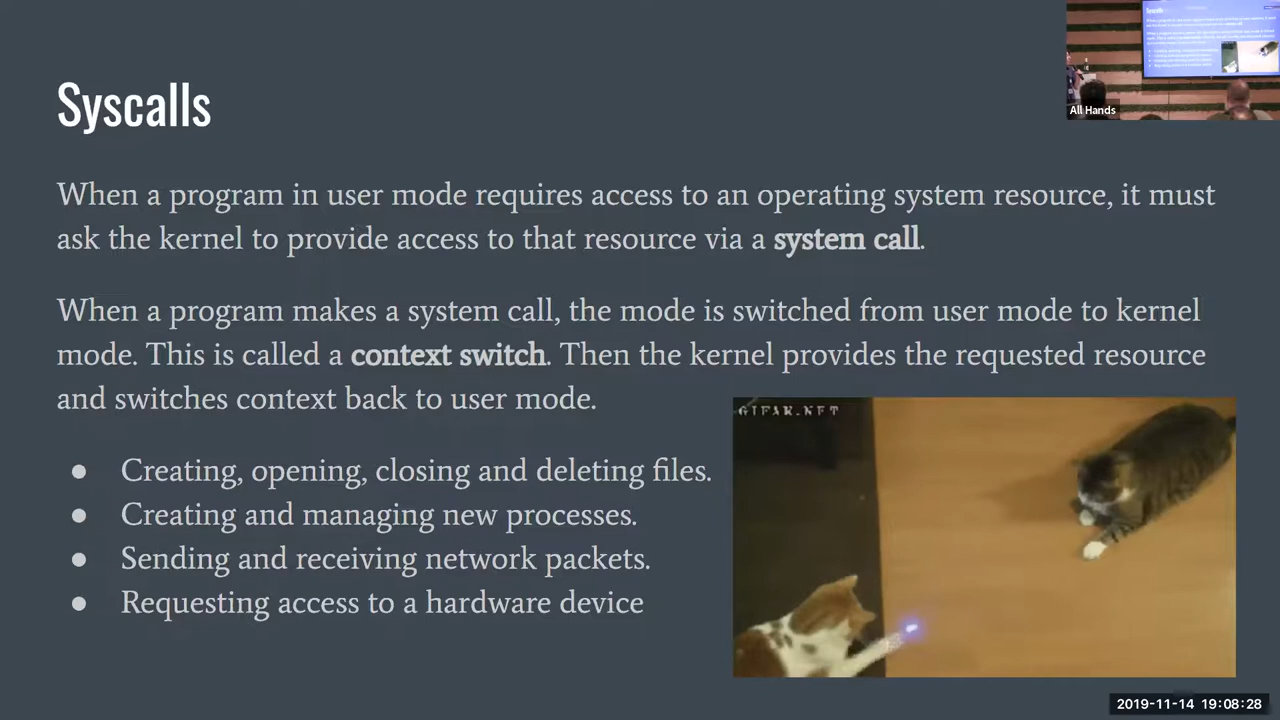 Syscalls
All Hands
When a program in user mode requires access to an operating system resource, it must
ask the kernel to provide access to that resource via a system call.
When a program makes a system call, the mode is switched from user mode to kernel
mode. This is called a context switch. Then the kernel provides the requested resource
and switches context back to user mode.
GIFAK.NET
● Creating, opening, closing and deleting files.
● Creating and managing new processes.
● Sending and receiving network packets.
● Requesting access to a hardware device
2019-11-14 19:08:28